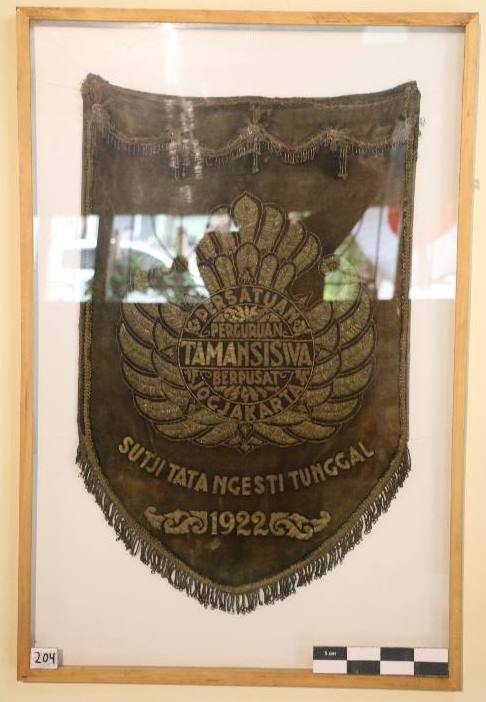 PERSATUAN
PERGURUAN
TAMANSISWA
BERPUSAT
JOGJAKARTA
SUTJI TATA NGESTI TUNGGAL
1922
204
5 cm